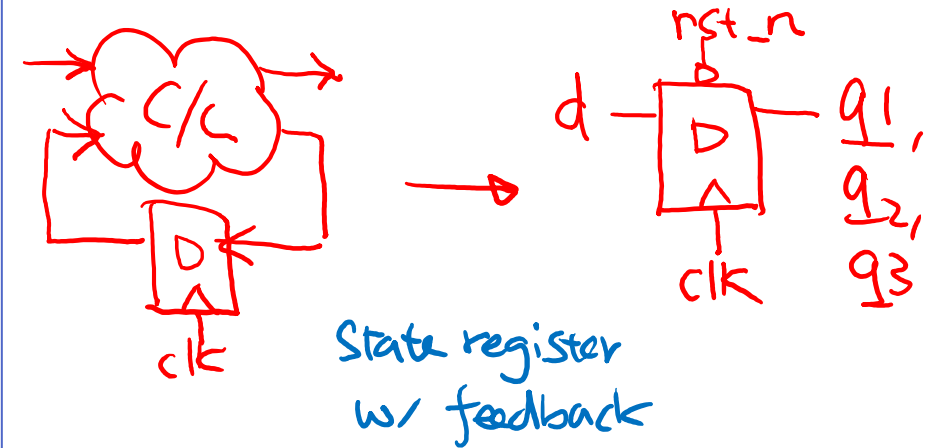 C/C
D
clk
rst_n
d
D
q1,
q2,
q3
clk
State register
w/ feedback